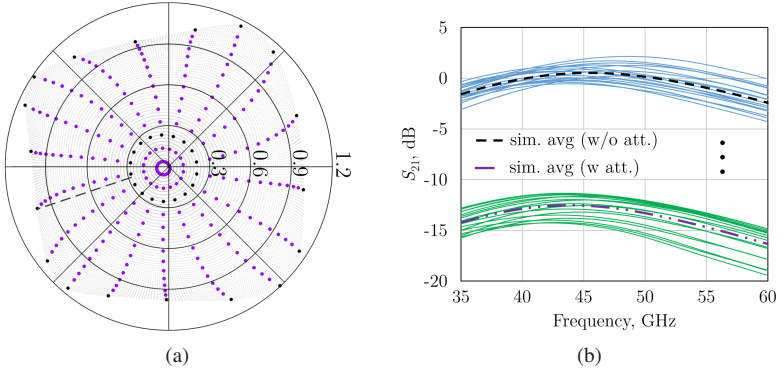 0.3
0.6
0.9
1.2
(a)
5
0
-5
-10
-15
-20
S21, dB
sim. avg (w/o att.)
sim. avg (w att.)
35
40
45
50
55
60
Frequency, GHz
(b)